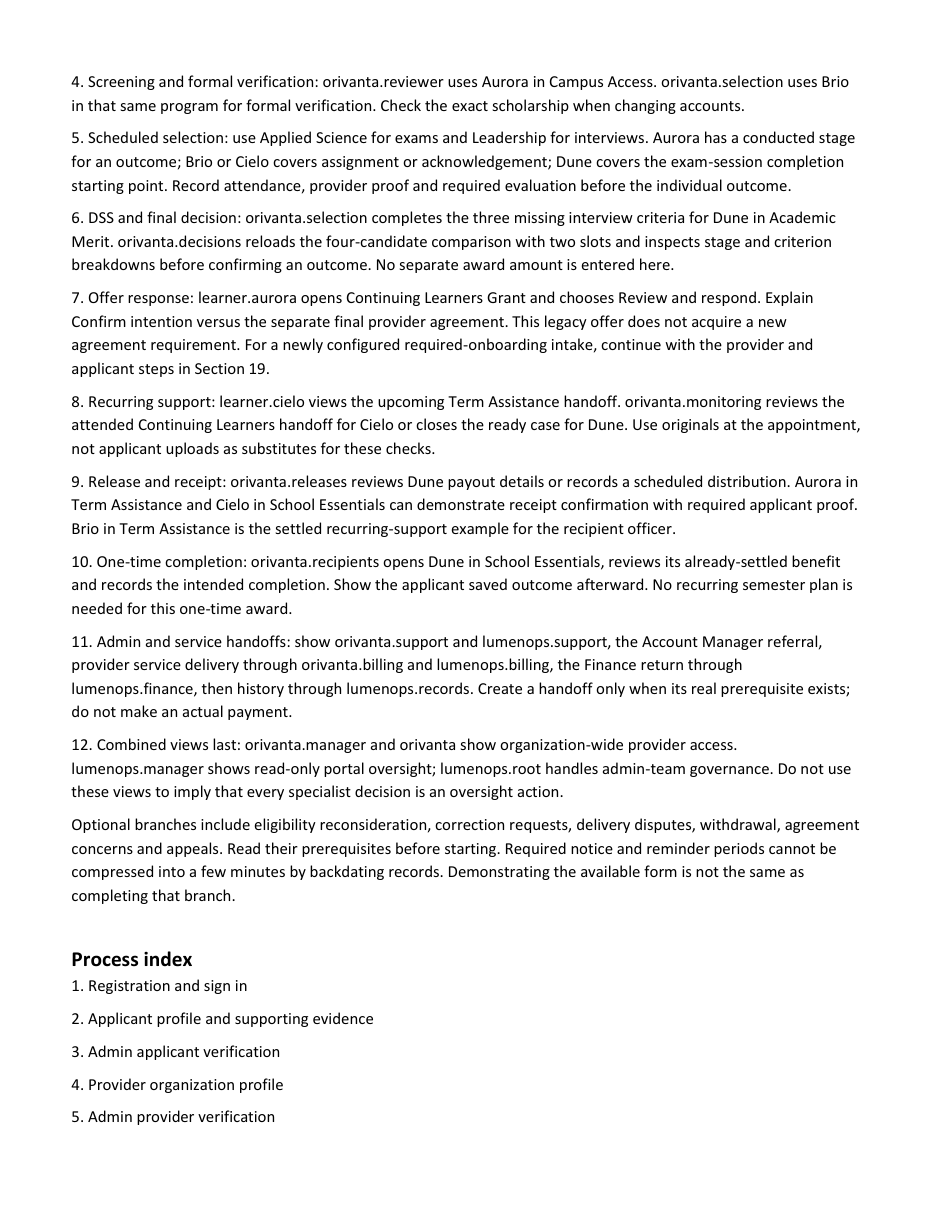 4. Screening and formal verification: orivanta.reviewer uses Aurora in Campus Access. orivanta.selection uses Brio
in that same program for formal verification. Check the exact scholarship when changing accounts.
5. Scheduled selection: use Applied Science for exams and Leadership for interviews. Aurora has a conducted stage
for an outcome; Brio or Cielo covers assignment or acknowledgement; Dune covers the exam-session completion
starting point. Record attendance, provider proof and required evaluation before the individual outcome.
6. DSS and final decision: orivanta.selection completes the three missing interview criteria for Dune in Academic
Merit. orivanta.decisions reloads the four-candidate comparison with two slots and inspects stage and criterion
breakdowns before confirming an outcome. No separate award amount is entered here.
7. Offer response: learner.aurora opens Continuing Learners Grant and chooses Review and respond. Explain
Confirm intention versus the separate final provider agreement. This legacy offer does not acquire a new
agreement requirement. For a newly configured required-onboarding intake, continue with the provider and
applicant steps in Section 19.
8. Recurring support: learner.cielo views the upcoming Term Assistance handoff. orivanta.monitoring reviews the
attended Continuing Learners handoff for Cielo or closes the ready case for Dune. Use originals at the appointment,
not applicant uploads as substitutes for these checks.
9. Release and receipt: orivanta.releases reviews Dune payout details or records a scheduled distribution. Aurora in
Term Assistance and Cielo in School Essentials can demonstrate receipt confirmation with required applicant proof.
Brio in Term Assistance is the settled recurring-support example for the recipient officer.
10. One-time completion: orivanta.recipients opens Dune in School Essentials, reviews its already-settled benefit
and records the intended completion. Show the applicant saved outcome afterward. No recurring semester plan is
needed for this one-time award.
11. Admin and service handoffs: show orivanta.support and lumenops.support, the Account Manager referral,
provider service delivery through orivanta.billing and lumenops.billing, the Finance return through
lumenops.finance, then history through lumenops.records. Create a handoff only when its real prerequisite exists;
do not make an actual payment.
12. Combined views last: orivanta.manager and orivanta show organization-wide provider access.
lumenops.manager shows read-only portal oversight; lumenops.root handles admin-team governance. Do not use
these views to imply that every specialist decision is an oversight action.
Optional branches include eligibility reconsideration, correction requests, delivery disputes, withdrawal, agreement
concerns and appeals. Read their prerequisites before starting. Required notice and reminder periods cannot be
compressed into a few minutes by backdating records. Demonstrating the available form is not the same as
completing that branch.
Process index
1. Registration and sign in
2. Applicant profile and supporting evidence
3. Admin applicant verification
4. Provider organization profile
5. Admin provider verification